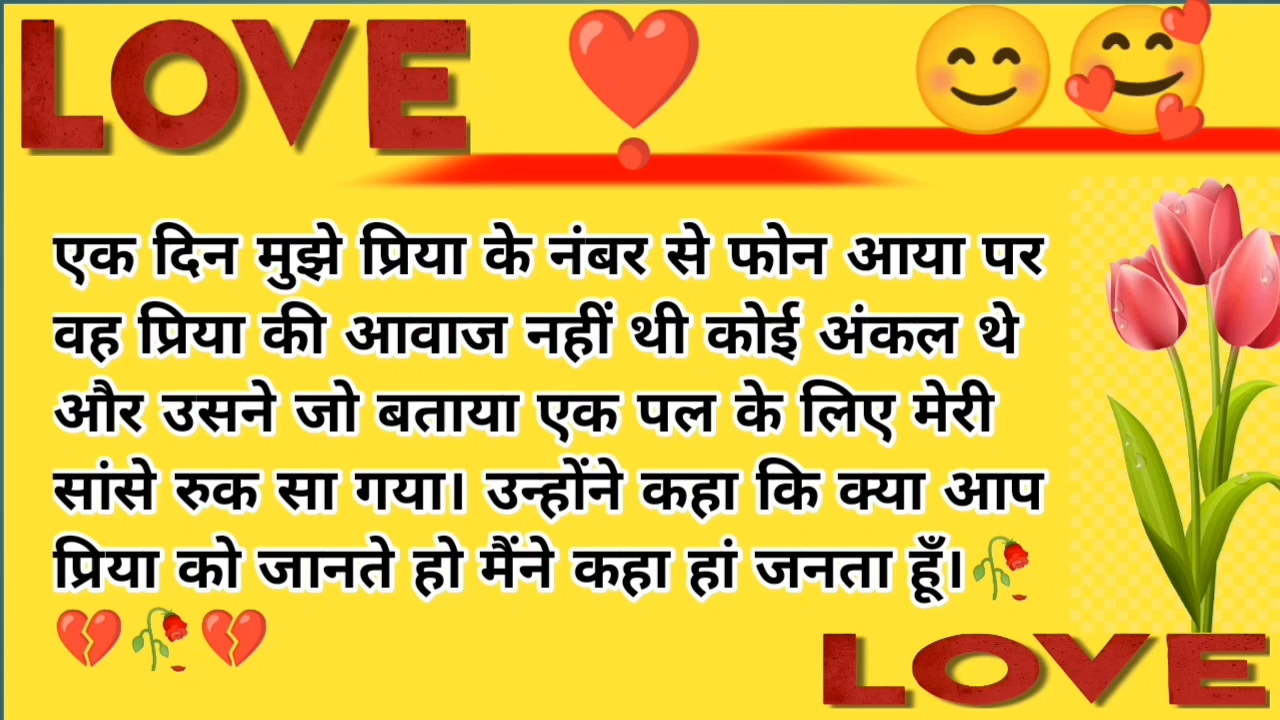 LOVE
एक दिन मुझे प्रिया के नंबर से फोन आया पर
वह प्रिया की आवाज नहीं थी कोई अंकल थे
और उसने जो बताया एक पल के लिए मेरी
सांसे रुक सा गया। उन्होंने कहा कि क्या आप
प्रिया को जानते हो मैंने कहा हां जनता हूँ।🥀
💔🥀💔
LOVE